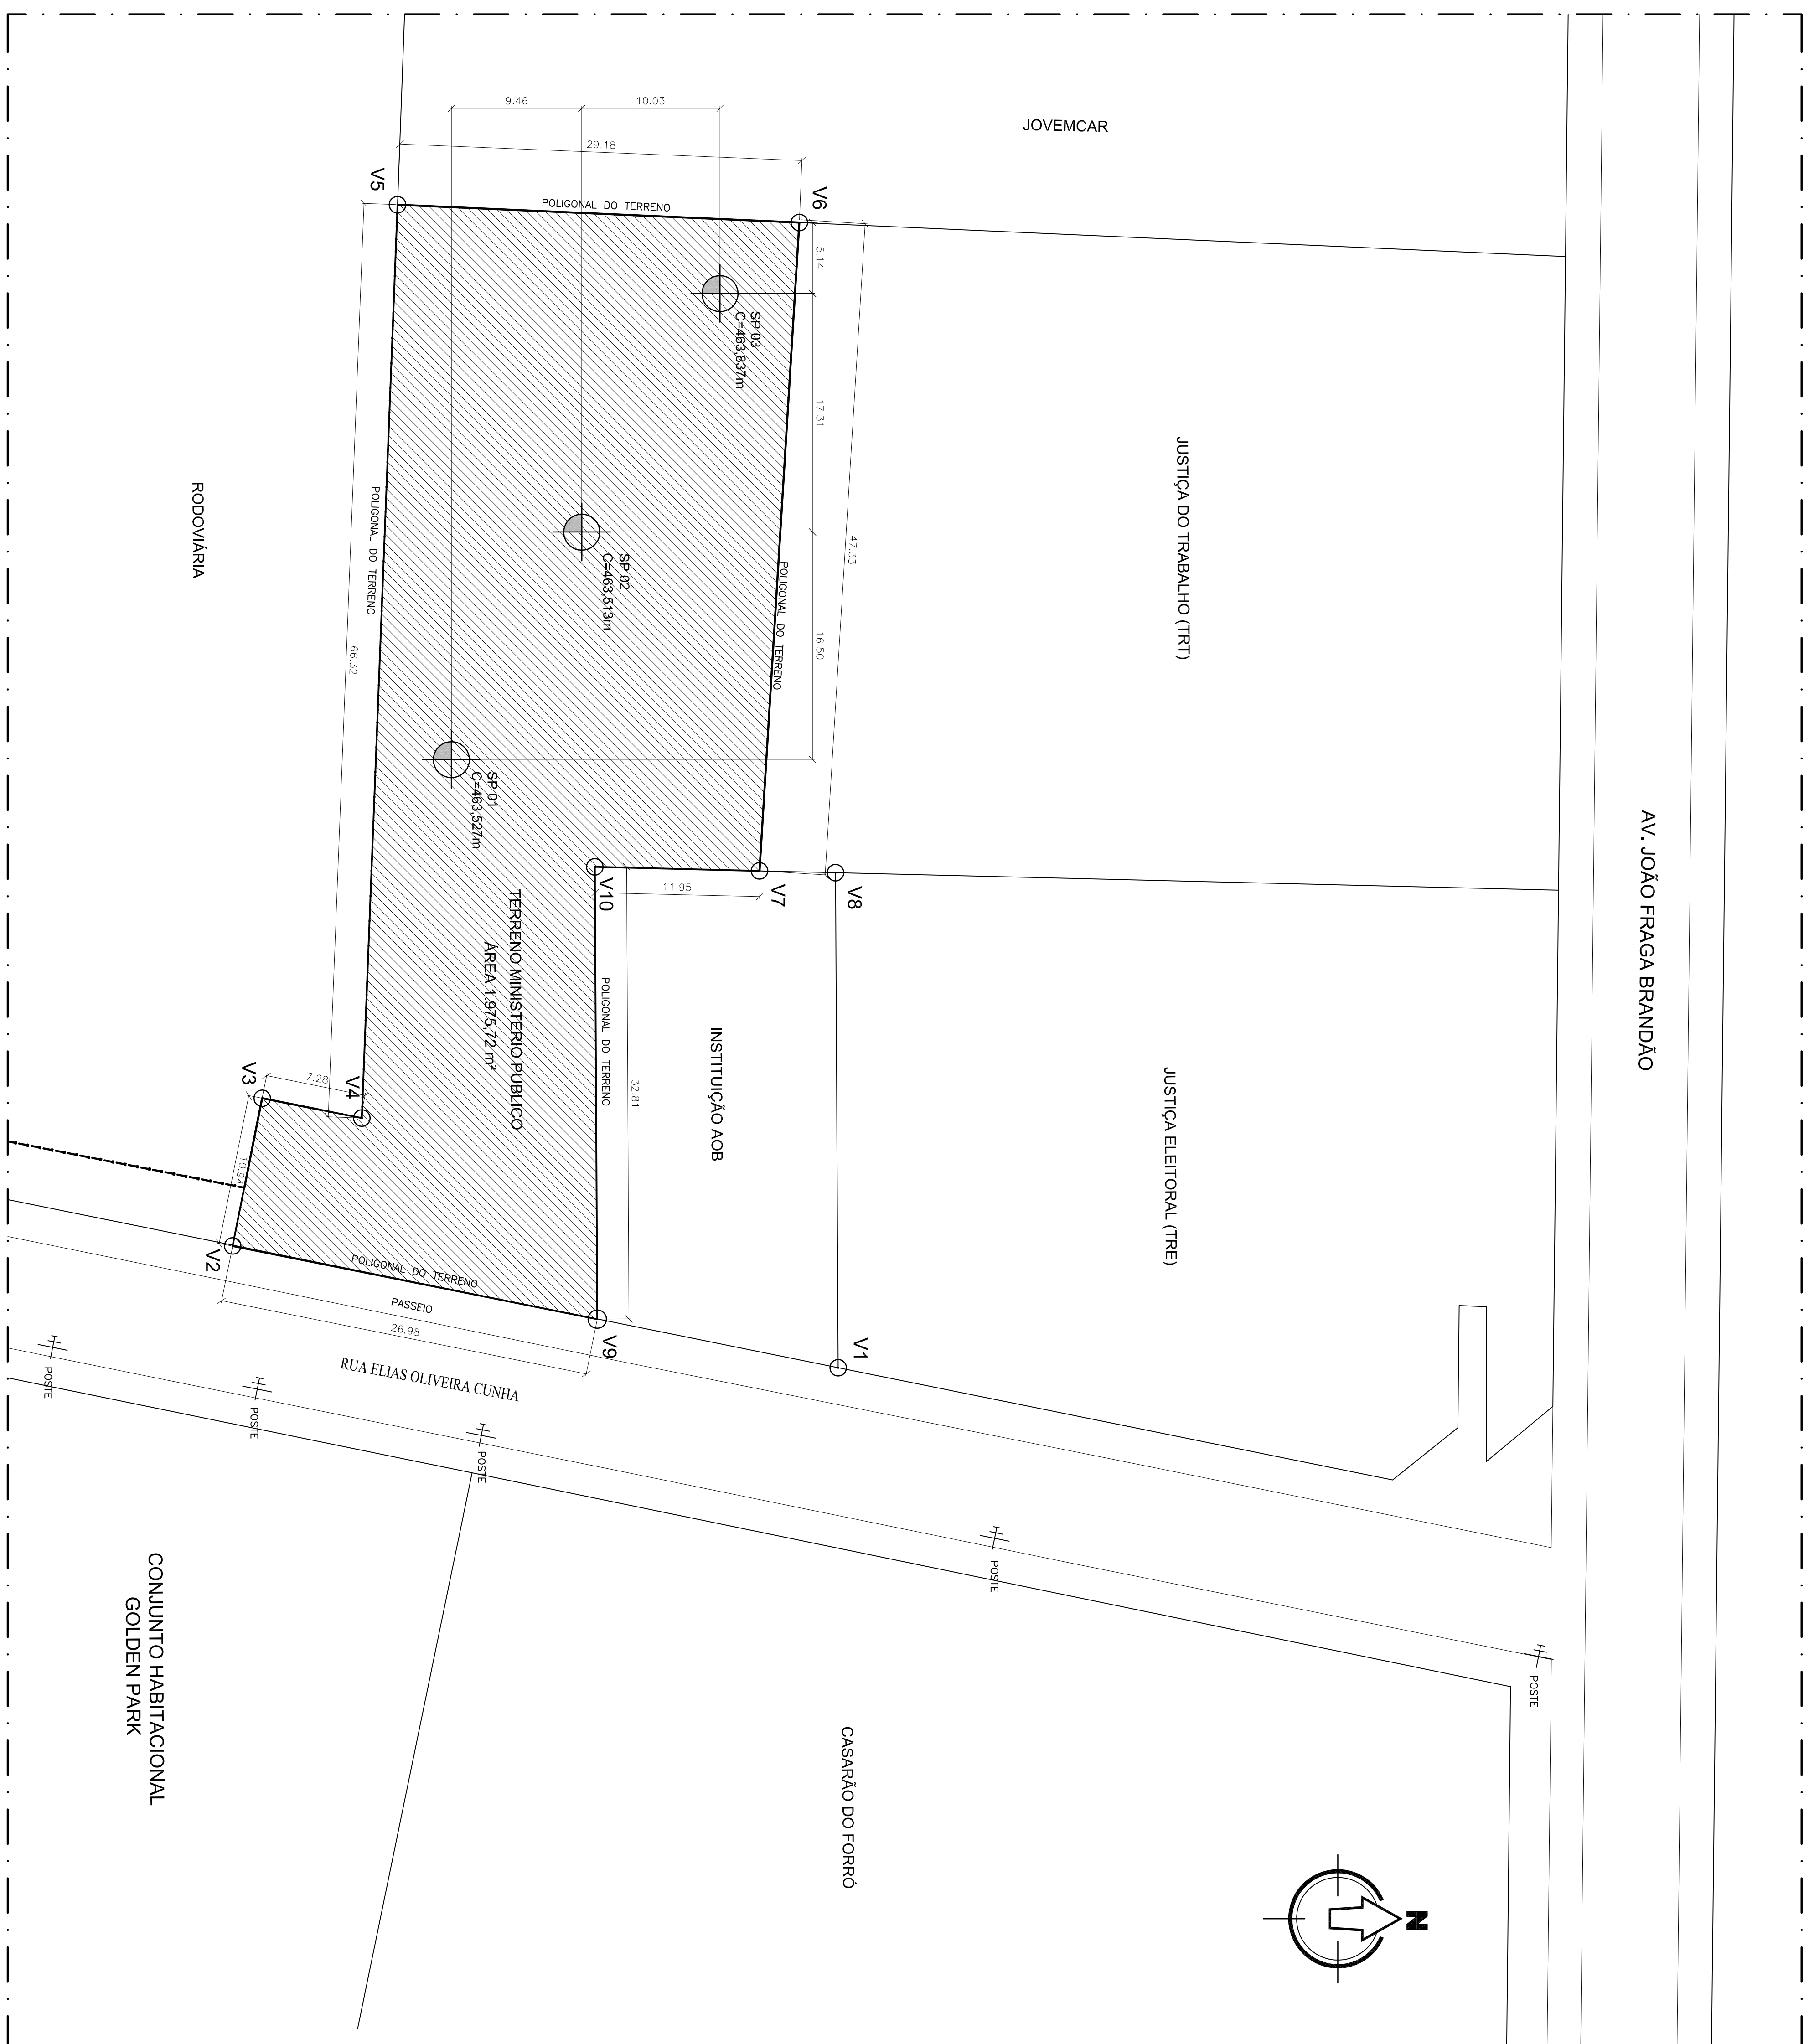 JOVEMCAR
9.46
10.03
29.18
V5
V6
POLIGONAL DO TERRENO
5.14
SP 03
C=463,837m
17.31
JUSTIÇA DO TRABALHO (TRT)
RODOVIÁRIA
POLIGONAL DO TERRENO
66.32
SP 02
C=463,513m
POLIGONAL DO TERRENO
47.33
16.50
SP 01
C=463,527m
AV. JOÃO FRAGA BRANDÃO
V10
11.95
V7
V8
TERRENO MINISTERIO PUBLICO
ÁREA 1.975,72 m²
POLIGONAL DO TERRENO
32.81
INSTITUIÇÃO AOB
JUSTIÇA ELEITORAL (TRE)
V3
7.28
V4
10.94
V2
POLIGONAL DO TERRENO
PASSEIO
26.98
V9
V1
RUA ELIAS OLIVEIRA CUNHA
POSTE
POSTE
POSTE
POSTE
POSTE
CONJUNTO HABITACIONAL
GOLDEN PARK
CASARÃO DO FORRÓ
N